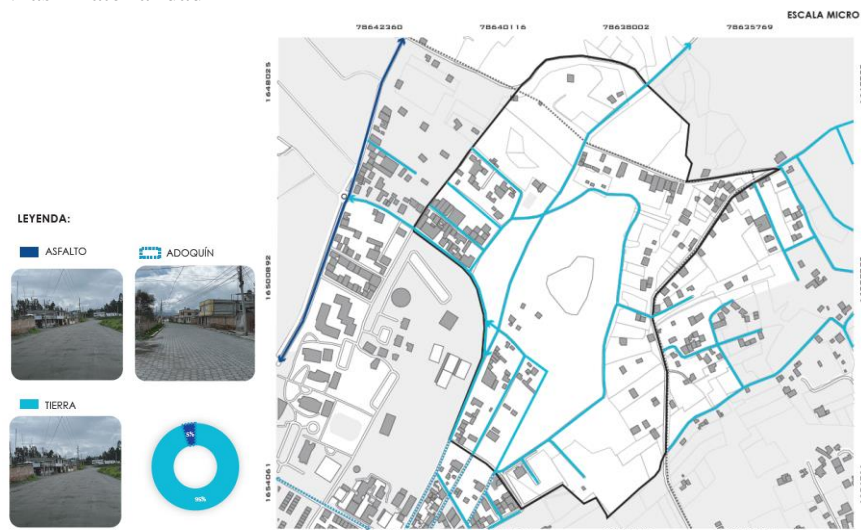 ESCALA MICRO
78642360
78640116
78638002
78635769
1648025
16500892
1654061
LEYENDA:
ASFALTO
ADOQUÍN
TIERRA
5%
95%